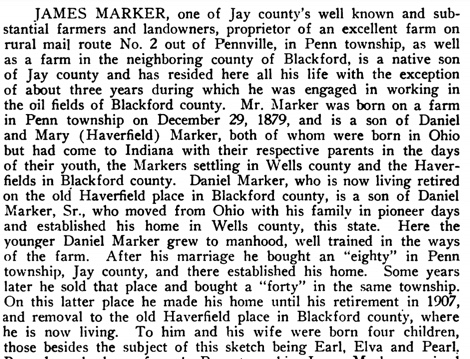 JAMES MARKER, one of Jay county's well known and sub-
stantial farmers and landowners, proprietor of an excellent farm on
rural mail route No. 2 out of Pennville, in Penn township, as well
as a farm in the neighboring county of Blackford, is a native son
of Jay county and has resided here all his life with the exception
of about three years during which he was engaged in working in
the oil fields of Blackford county. Mr. Marker was born on a farm
in Penn township on December 29, 1879, and is a son of Daniel
and Mary (Haverfield) Marker, both of whom were born in Ohio
but had come to Indiana with their respective parents in the days
of their youth, the Markers settling in Wells county and the Haver-
fields in Blackford county. Daniel Marker, who is now living retired
on the old Haverfield place in Blackford county, is a son of Daniel
Marker, Sr., who moved from Ohio with his family in pioneer days
and established his home in Wells county, this state. Here the
younger Daniel Marker grew to manhood, well trained in the ways
of the farm. After his marriage he bought an "eighty" in Penn
township, Jay county, and there established his home. Some years
later he sold that place and bought a "forty" in the same township.
On this latter place he made his home until his retirement in 1907,
and removal to the old Haverfield place in Blackford county, where
he is now living. To him and his wife were born four children,
those besides the subject of this sketch being Earl, Elva and Pearl.